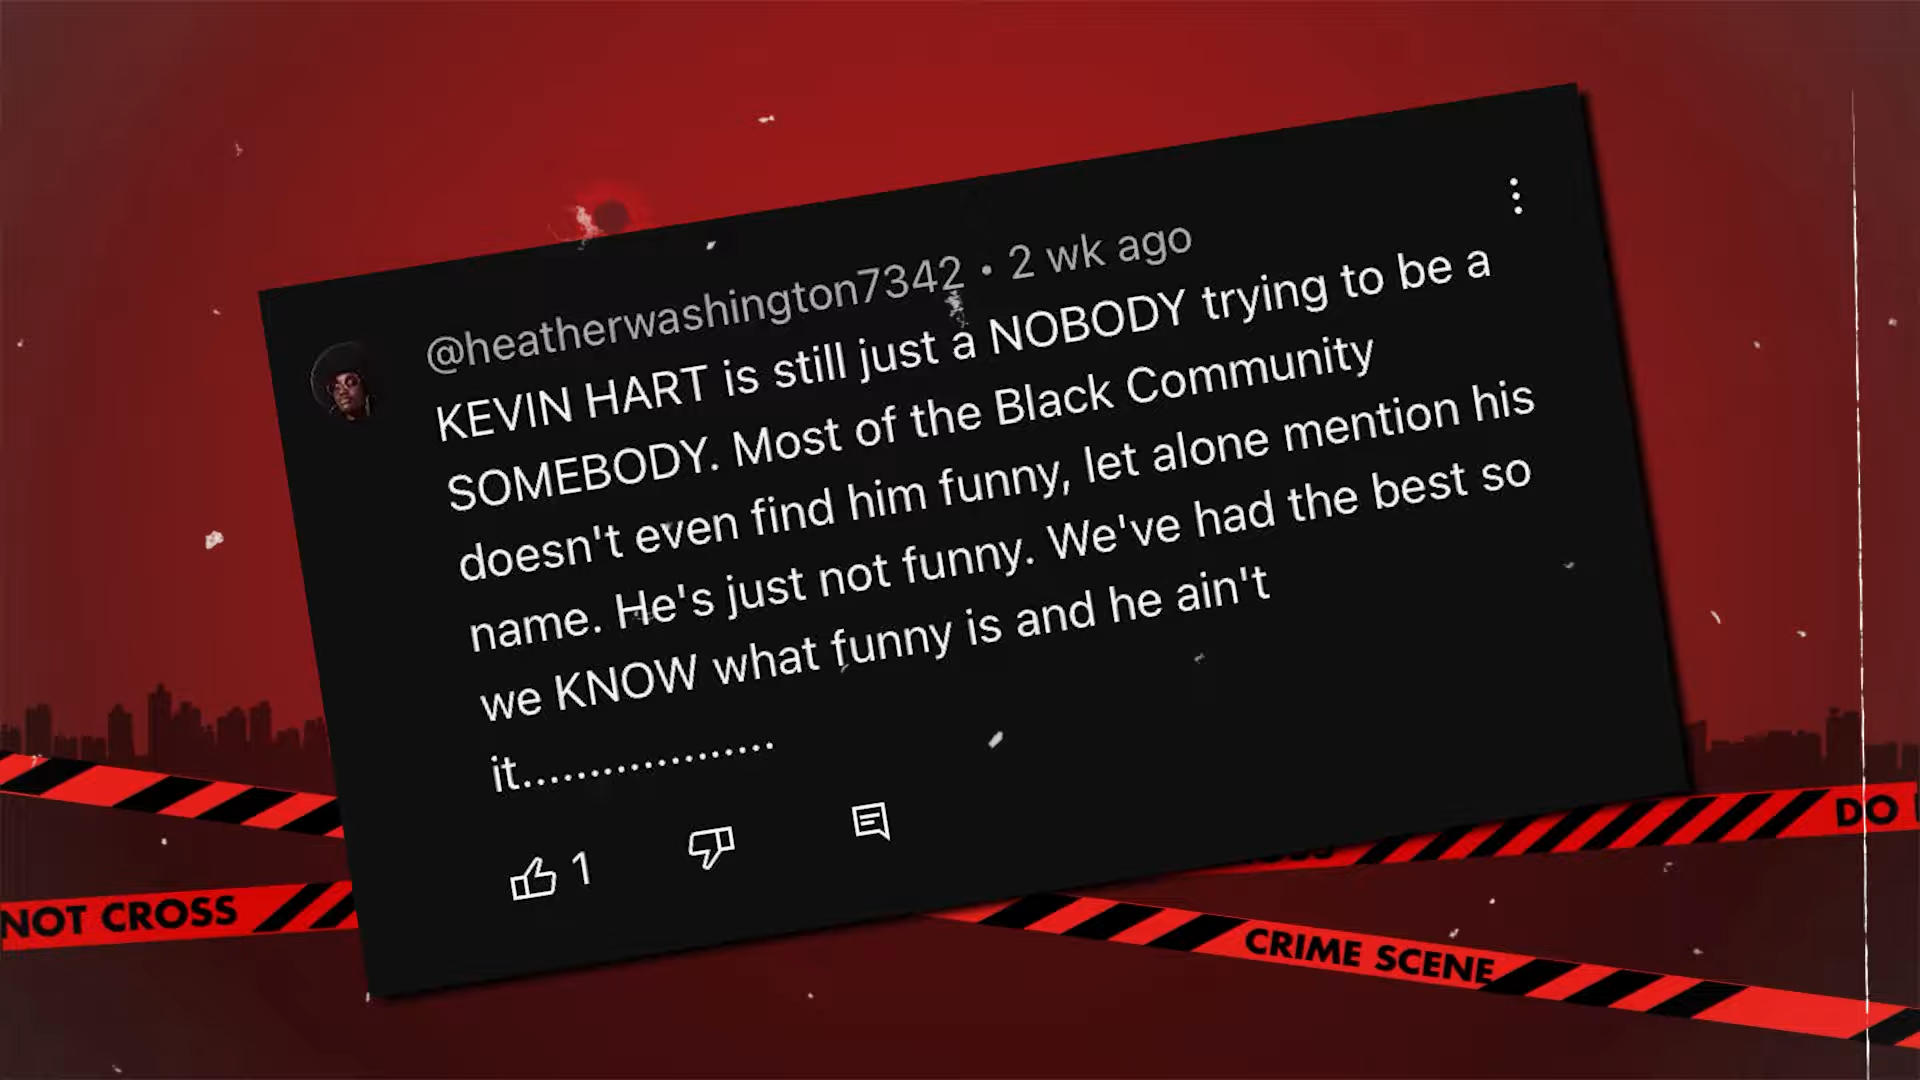 @heatherwashington7342 • 2 wk ago
KEVIN HART is still just a NOBODY trying to be a
SOMEBODY. Most of the Black Community
doesn't even find him funny, let alone mention his
name. He's just not funny. We've had the best so
we KNOW what funny is and he ain't
it...................
1
DO
NOT CROSS
CRIME SCENE